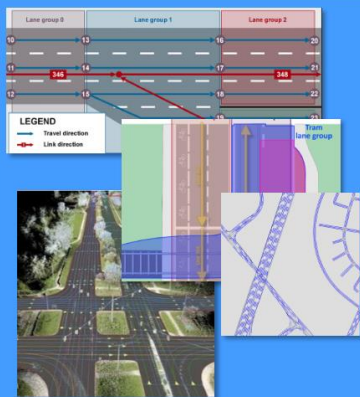 Lane group 0 Lane group 1 Lane group 2
10 13 16 20
11 14 17 21
346 348
12 15 18 22
LEGEND
Travel direction
Link direction
Tram
lane group